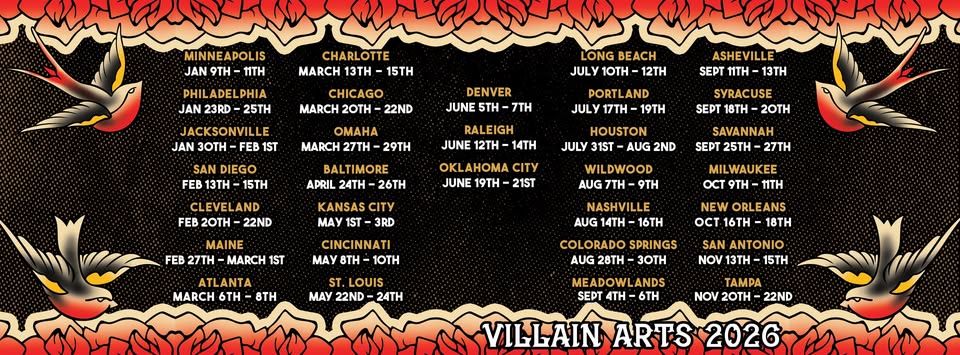 MINNEAPOLIS
JAN 9TH - 11TH
PHILADELPHIA
JAN 23RD - 25TH
JACKSONVILLE
JAN 30TH - FEB 1ST
SAN DIEGO
FEB 13TH - 15TH
CLEVELAND
FEB 20TH - 22ND
MAINE
FEB 27TH - MARCH 1ST
ATLANTA
MARCH 6TH - 8TH
CHARLOTTE
MARCH 13TH - 15TH
CHICAGO
MARCH 20TH - 22ND
OMAHA
MARCH 27TH - 29TH
BALTIMORE
APRIL 24TH - 26TH
KANSAS CITY
MAY 1ST - 3RD
CINCINNATI
MAY 8TH - 10TH
ST. LOUIS
MAY 22ND - 24TH
DENVER
JUNE 5TH - 7TH
RALEIGH
JUNE 12TH - 14TH
OKLAHOMA CITY
JUNE 19TH - 21ST
LONG BEACH
JULY 10TH - 12TH
PORTLAND
JULY 17TH - 19TH
HOUSTON
JULY 31ST - AUG 2ND
WILDWOOD
AUG 7TH - 9TH
NASHVILLE
AUG 14TH - 16TH
COLORADO SPRINGS
AUG 28TH - 30TH
MEADOWLANDS
SEPT 4TH - 6TH
ASHEVILLE
SEPT 11TH - 13TH
SYRACUSE
SEPT 18TH - 20TH
SAVANNAH
SEPT 25TH - 27TH
MILWAUKEE
OCT 9TH - 11TH
NEW ORLEANS
OCT 16TH - 18TH
SAN ANTONIO
NOV 13TH - 15TH
TAMPA
NOV 20TH - 22ND
VILLAIN ARTS 2026